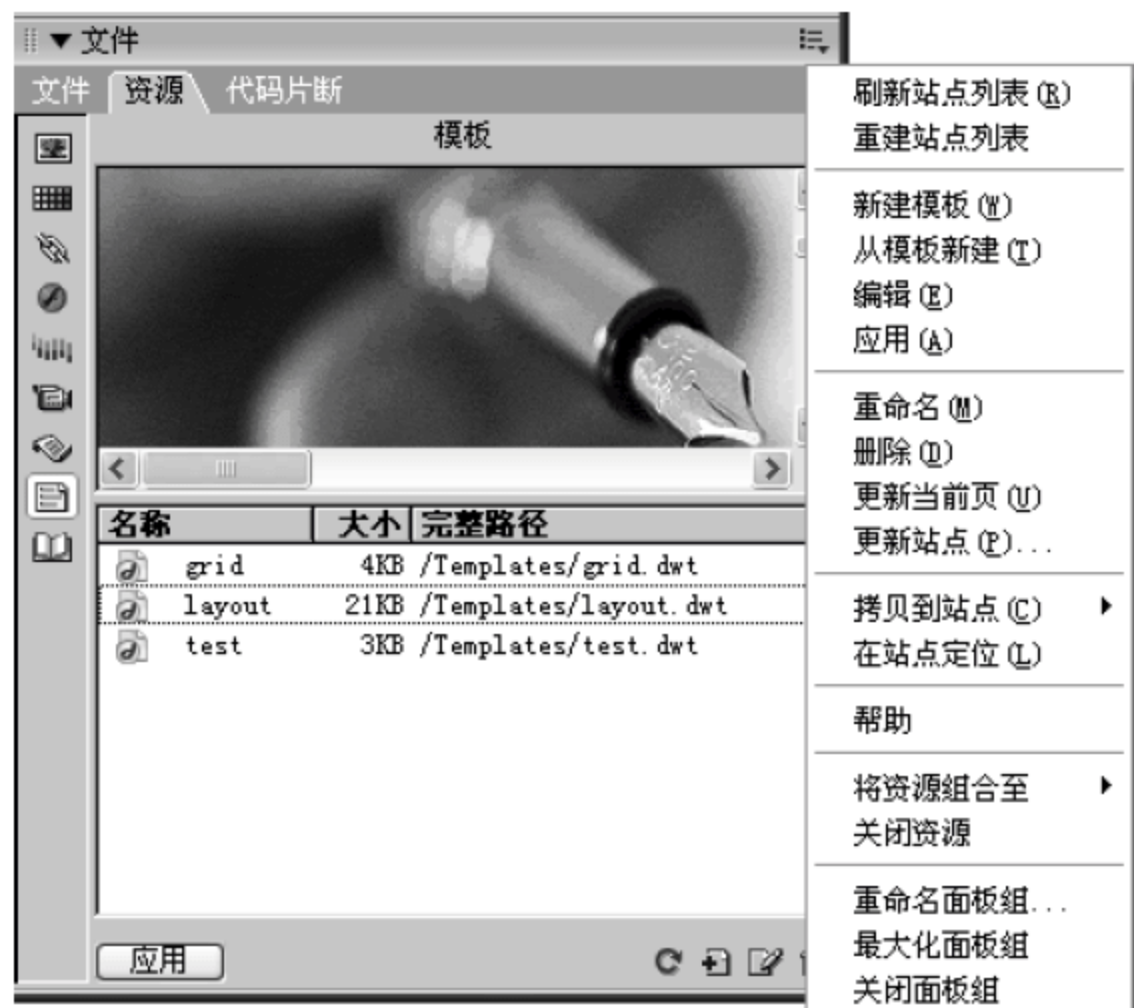 文件
文件 资源 代码片断
模板
名称 大小 完整路径
grid 4KB /Templates/grid.dwt
layout 21KB /Templates/layout.dwt
test 3KB /Templates/test.dwt
应用
刷新站点列表(R)
重建站点列表
新建模板(W)
从模板新建(T)
编辑(E)
应用(A)
重命名(M)
删除(D)
更新当前页(U)
更新站点(P)...
拷贝到站点(C)
在站点定位(L)
帮助
将资源组合至
关闭资源
重命名面板组...
最大化面板组
关闭面板组